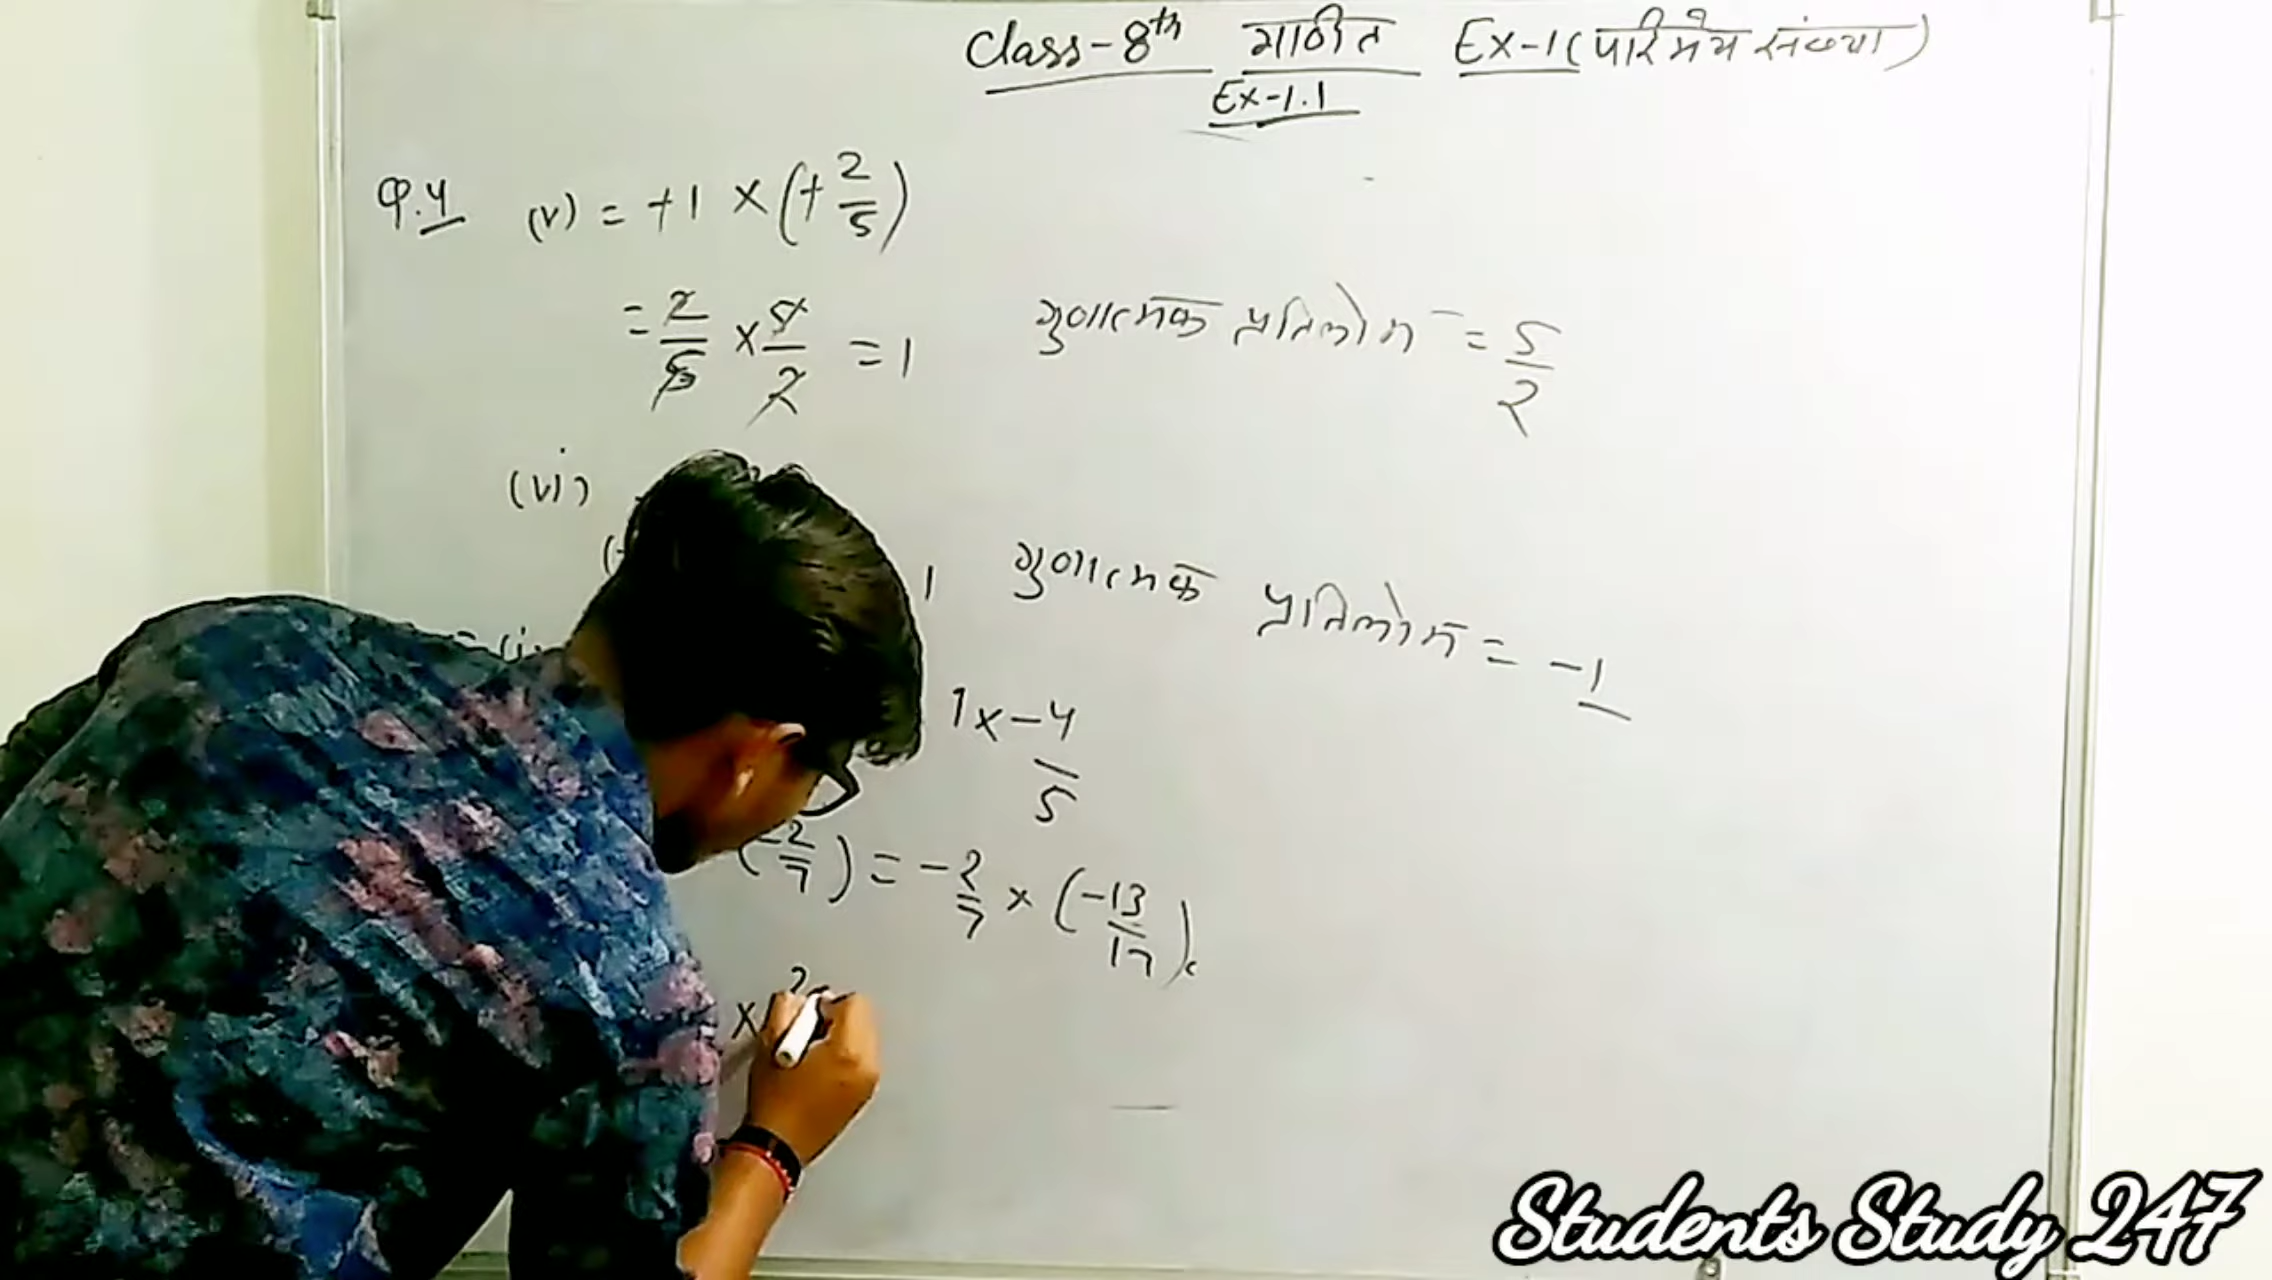 Class-8th गणित Ex-1(परिमेय संख्या)
Ex-1.1
Q.4 (v) = +1 × (+2/5)
= 2/5 × 5/2 = 1 गुणात्मक प्रतिलोम = 5/2
(vi)
1 गुणात्मक प्रतिलोम = -1
1 × -4/5
(-2/7) = -2/7 × (-13/17)
×
Students Study 247